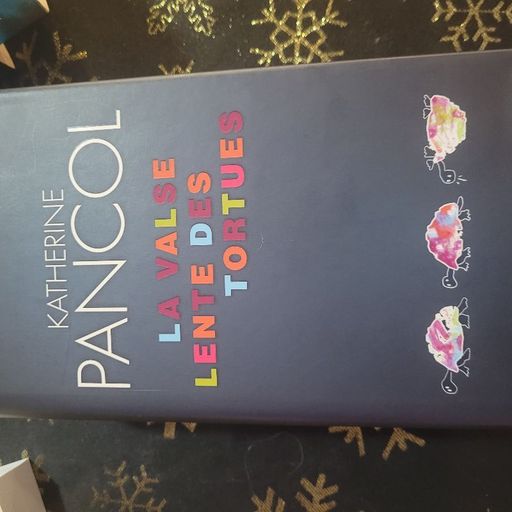 KATHERINE
PANCOL
LA VALSE
LENTE DES
TORTUES